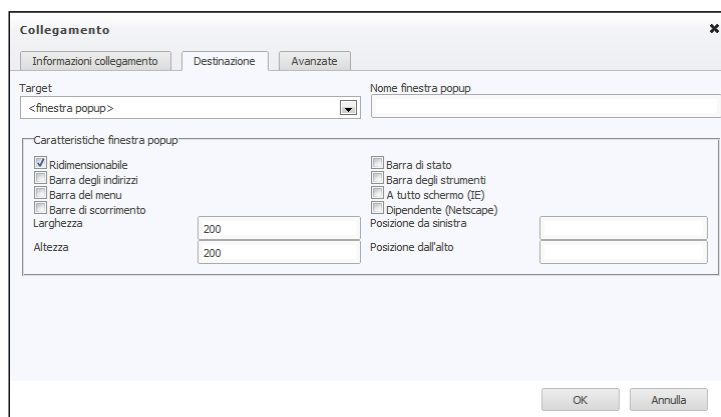 Collegamento
Informazioni collegamento Destinazione Avanzate
Target Nome finestra popup
<finestra popup>
Caratteristiche finestra popup
Ridimensionabile Barra di stato
Barra degli indirizzi Barra degli strumenti
Barra del menu A tutto schermo (IE)
Barre di scorrimento Dipendente (Netscape)
Larghezza 200 Posizione da sinistra
Altezza 200 Posizione dall'alto
OK Annulla